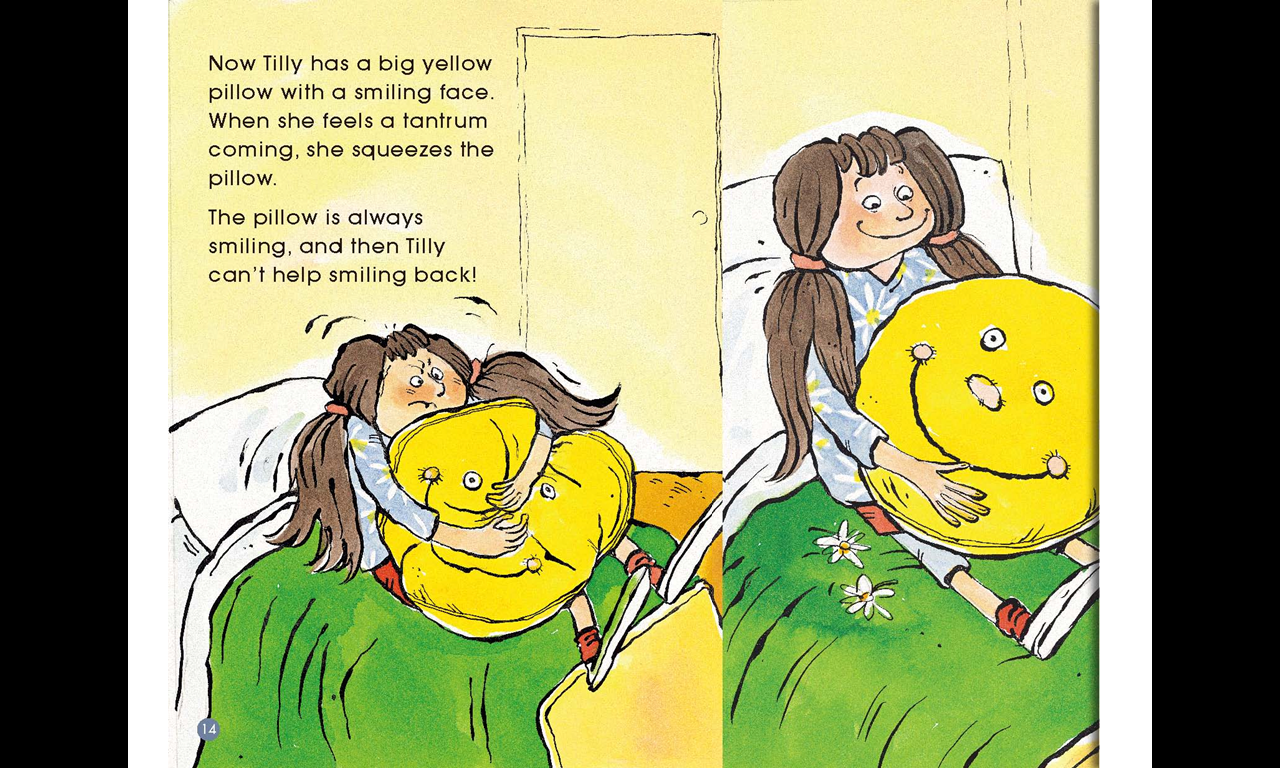 Now Tilly has a big yellow
pillow with a smiling face.
When she feels a tantrum
coming, she squeezes the
pillow.
The pillow is always
smiling, and then Tilly
can't help smiling back!
14